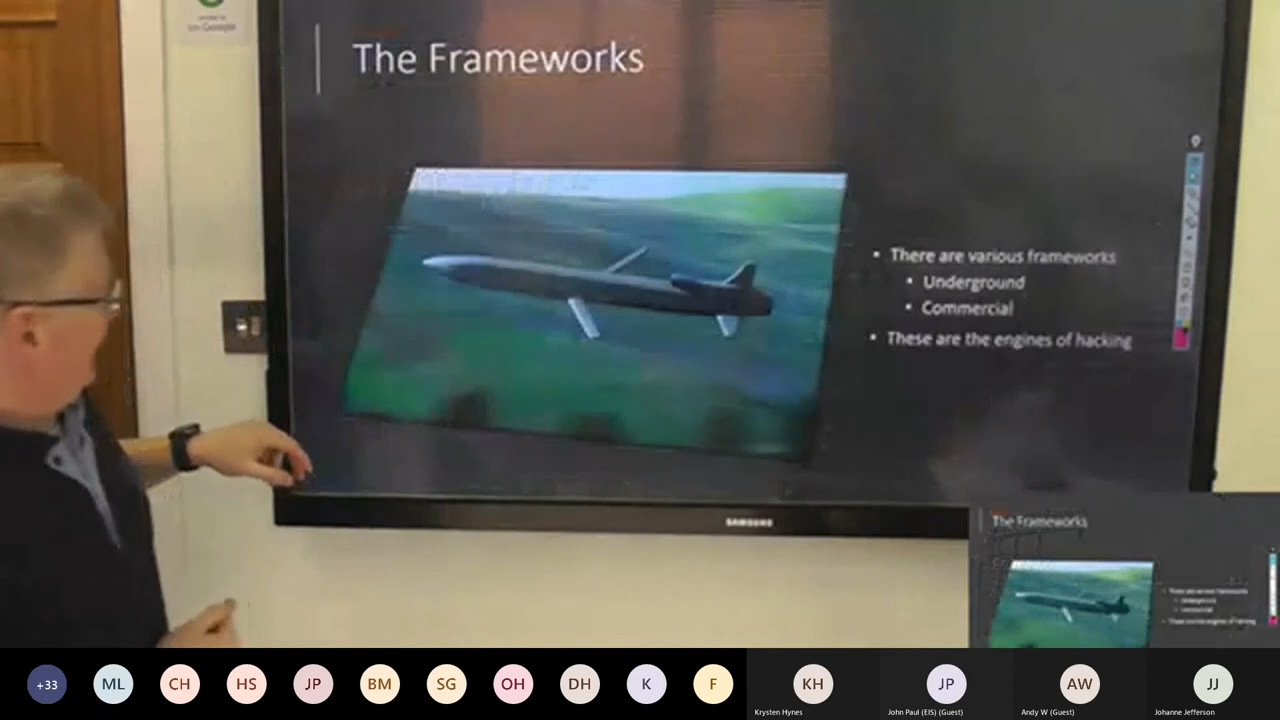 on Google
The Frameworks
• There are various frameworks
• Underground
• Commercial
• These are the engines of hacking
SAMSUNG
The Frameworks
+33
ML
CH
HS
JP
BM
SG
OH
DH
K
F
KH
JP
AW
JJ
Krysten Hynes
John Paul (EIS) (Guest)
Andy W (Guest)
Johanne Jefferson